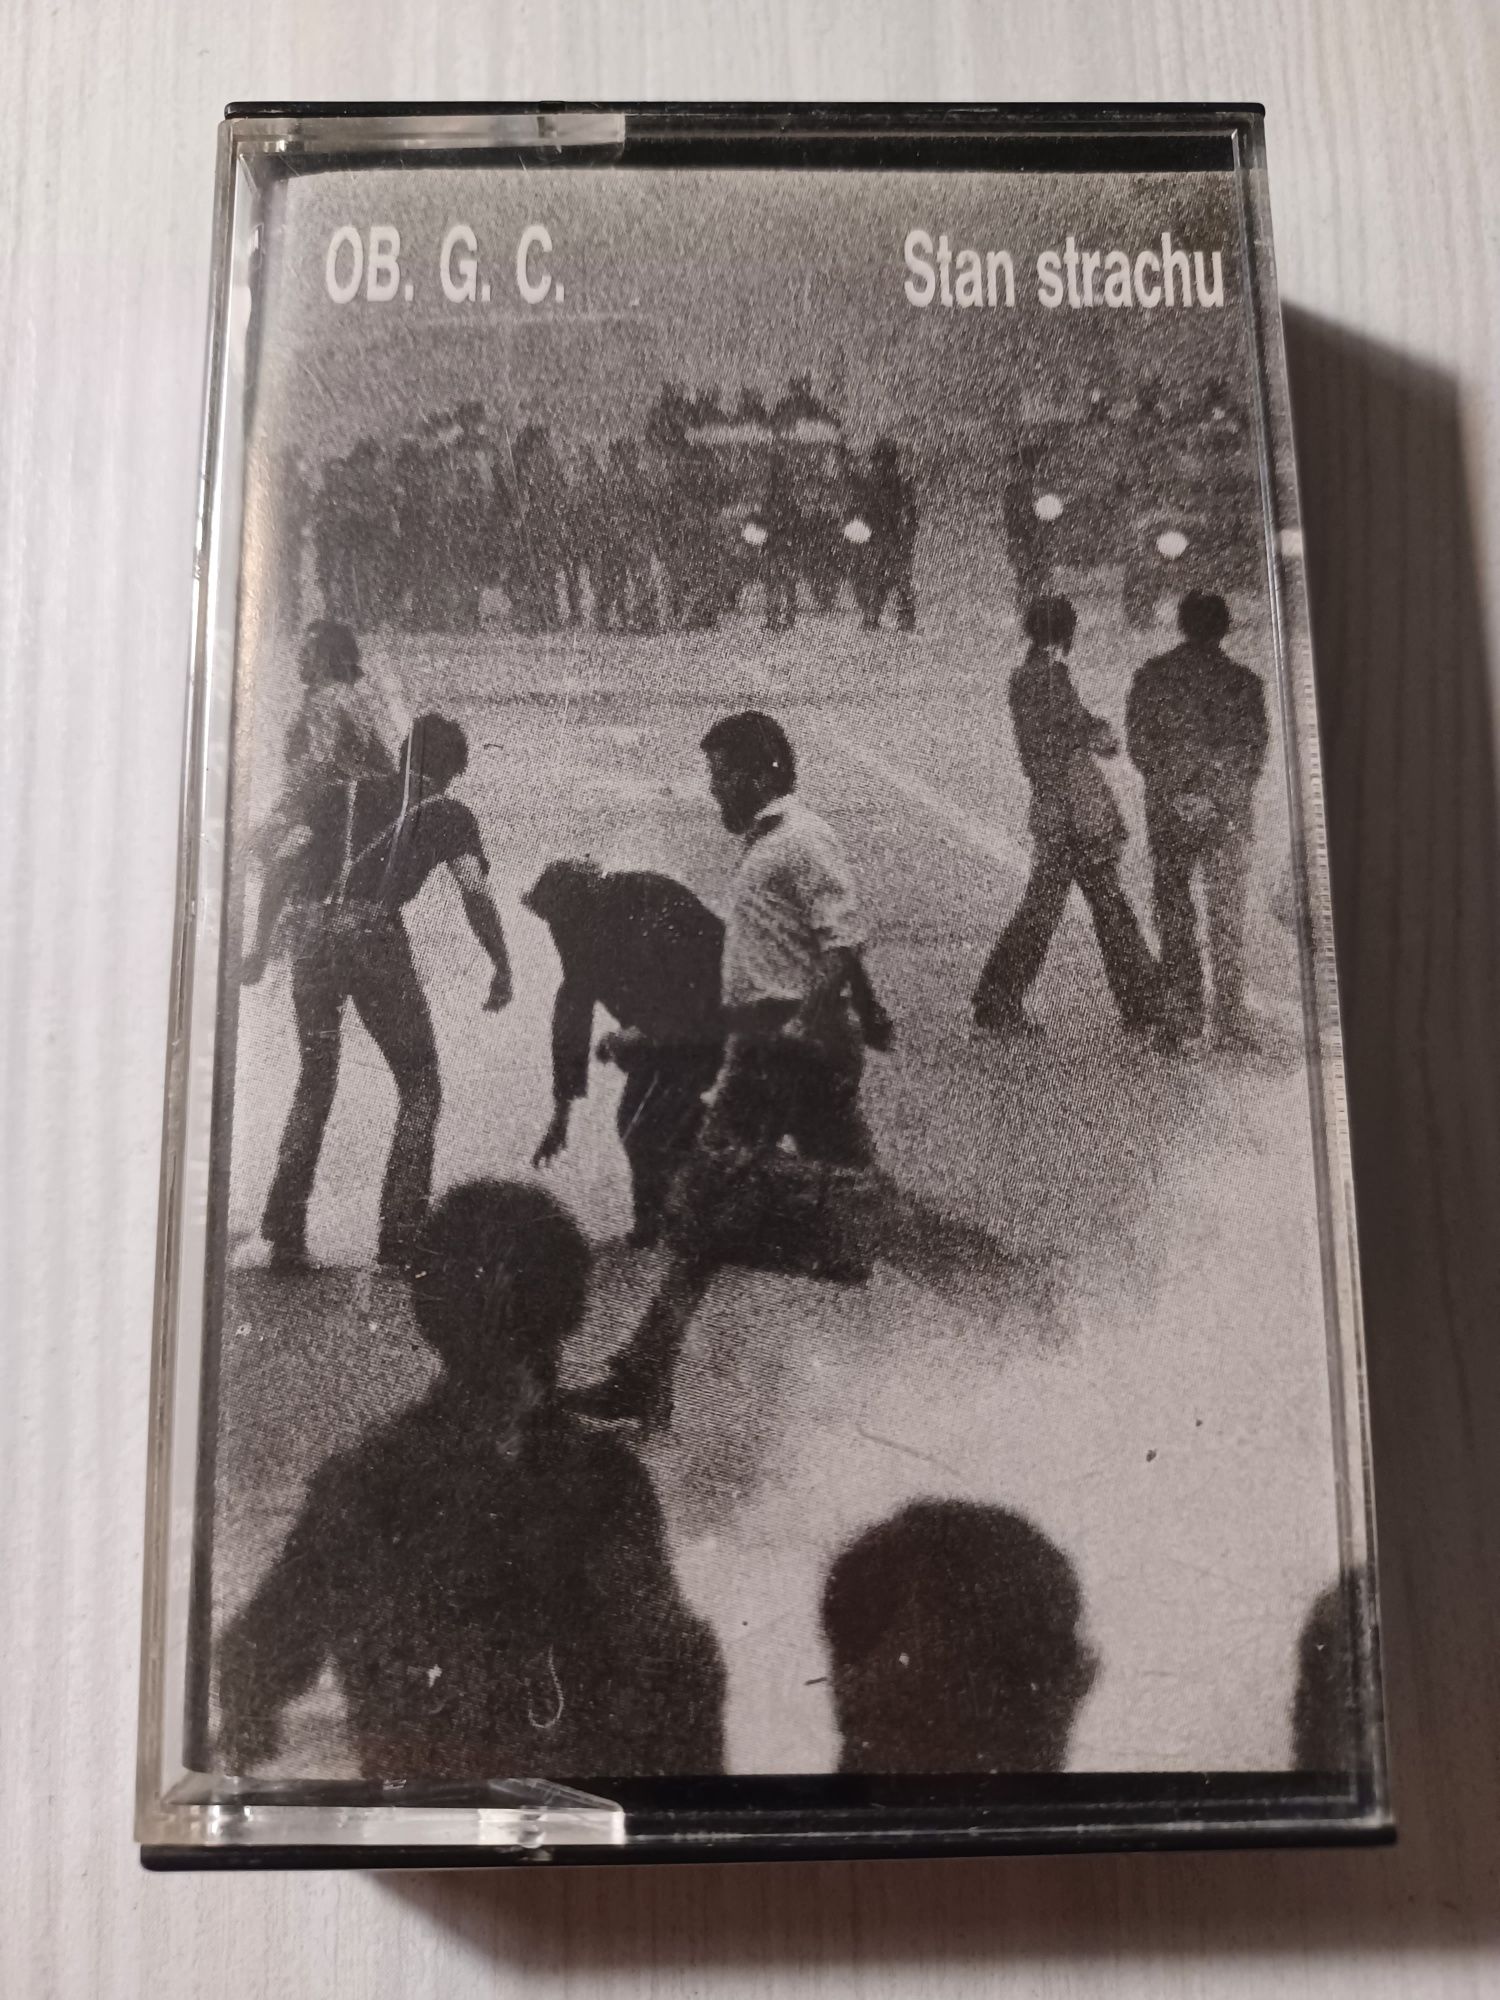 OB. G. C. Stan strachu